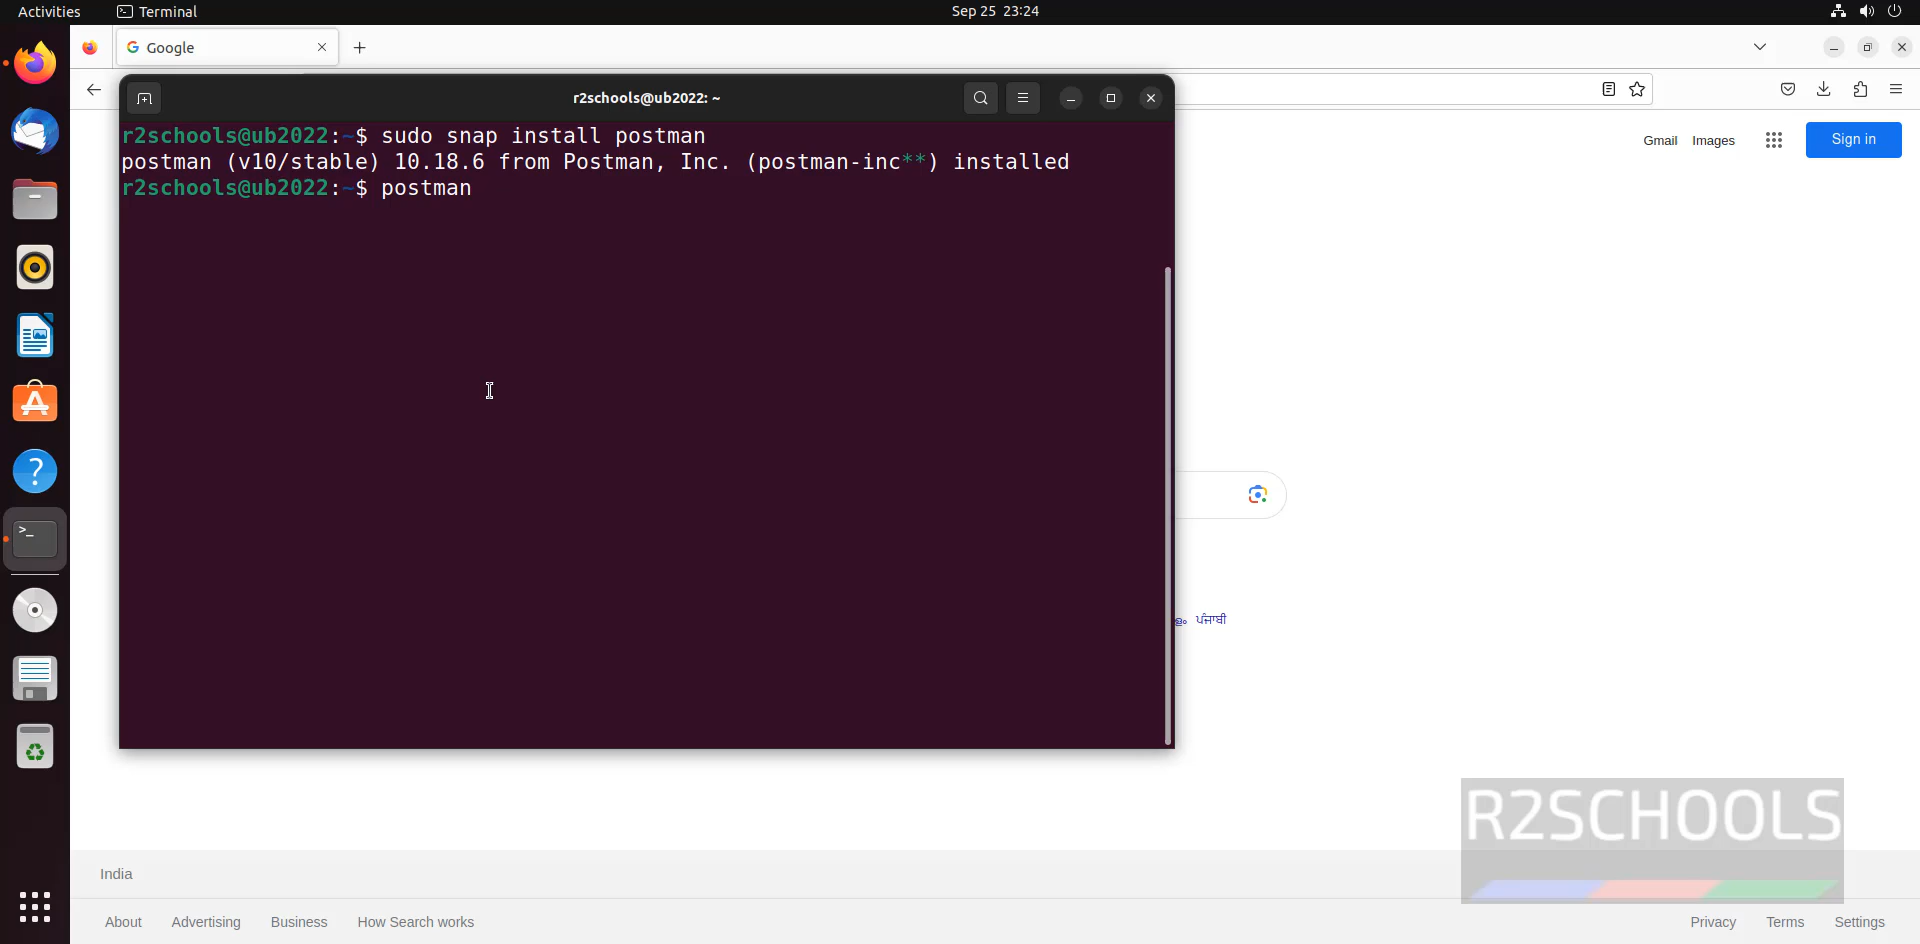 Activities
Terminal
Sep 25 23:24
Google
r2schools@ub2022: ~
r2schools@ub2022:~$ sudo snap install postman
postman (v10/stable) 10.18.6 from Postman, Inc. (postman-inc**) installed
r2schools@ub2022:~$ postman
Gmail Images
Sign in
ਪੰਜਾਬੀ
R2SCHOOLS
India
About Advertising Business How Search works
Privacy Terms Settings